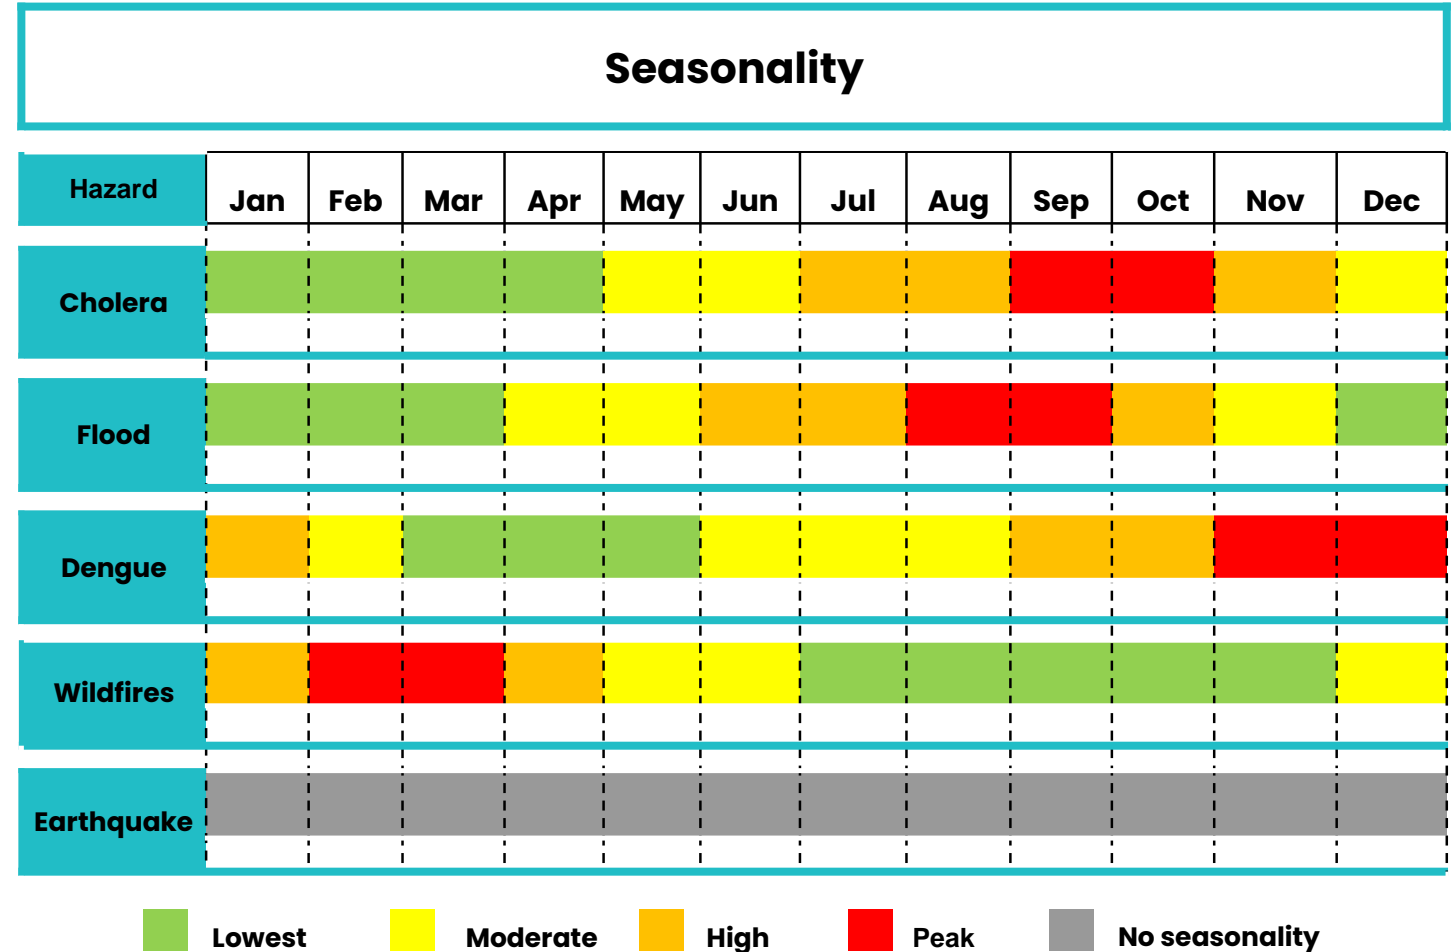 Seasonality
Hazard Jan Feb Mar Apr May Jun Jul Aug Sep Oct Nov Dec
Cholera
Flood
Dengue
Wildfires
Earthquake
Lowest Moderate High Peak No seasonality